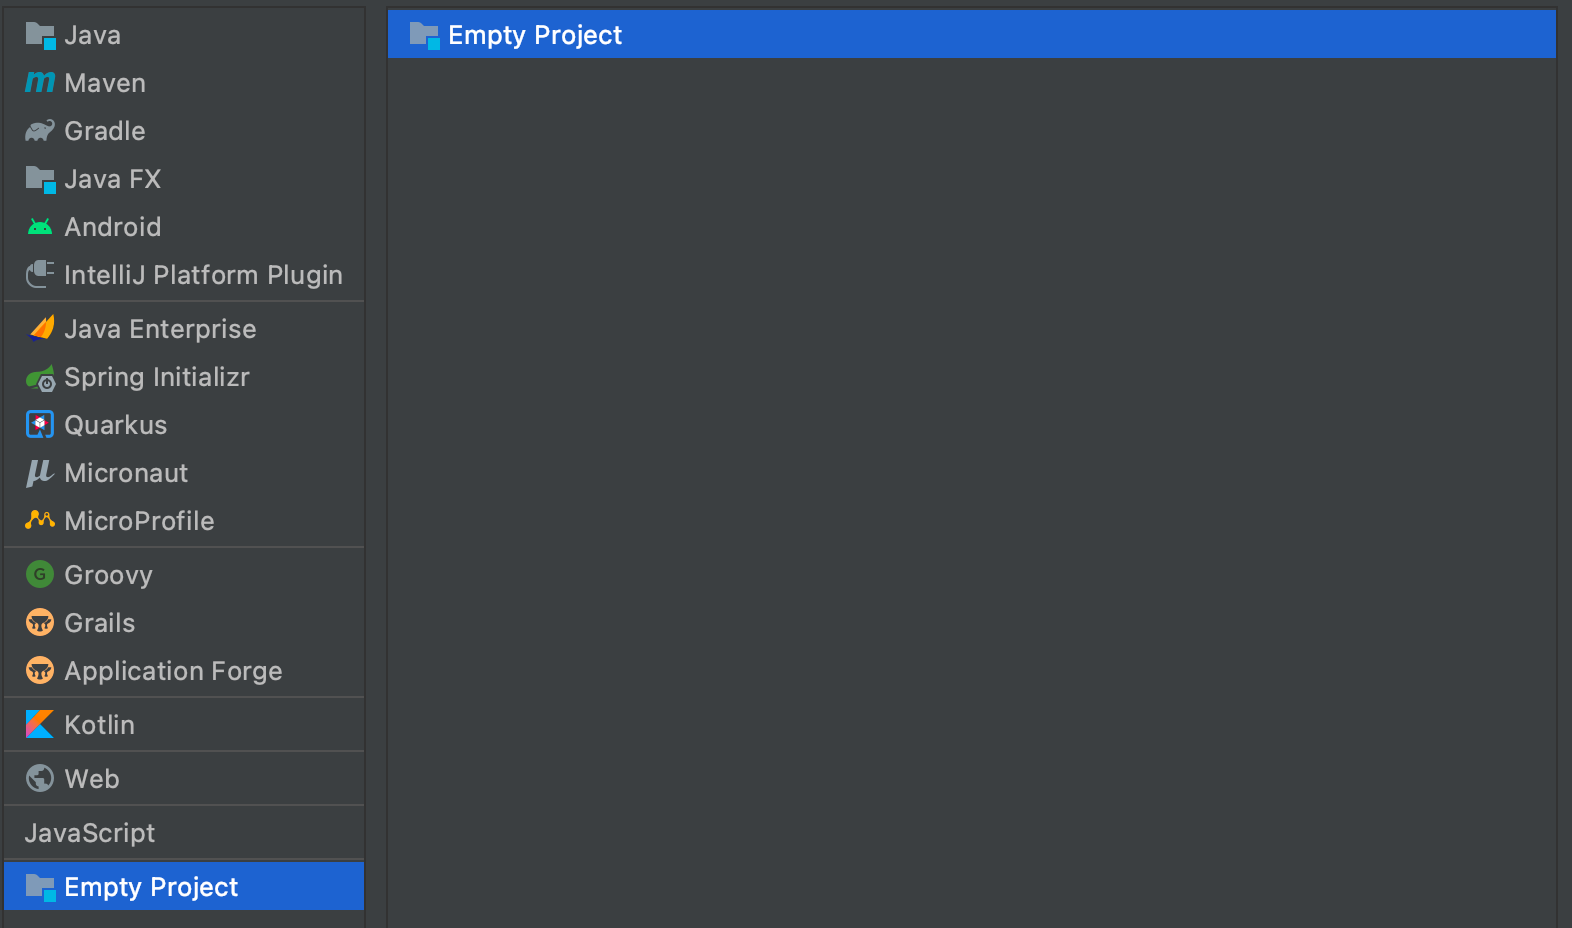 Java
Maven
Gradle
Java FX
Android
IntelliJ Platform Plugin
Java Enterprise
Spring Initializr
Quarkus
Micronaut
MicroProfile
Groovy
Grails
Application Forge
Kotlin
Web
JavaScript
Empty Project
Empty Project